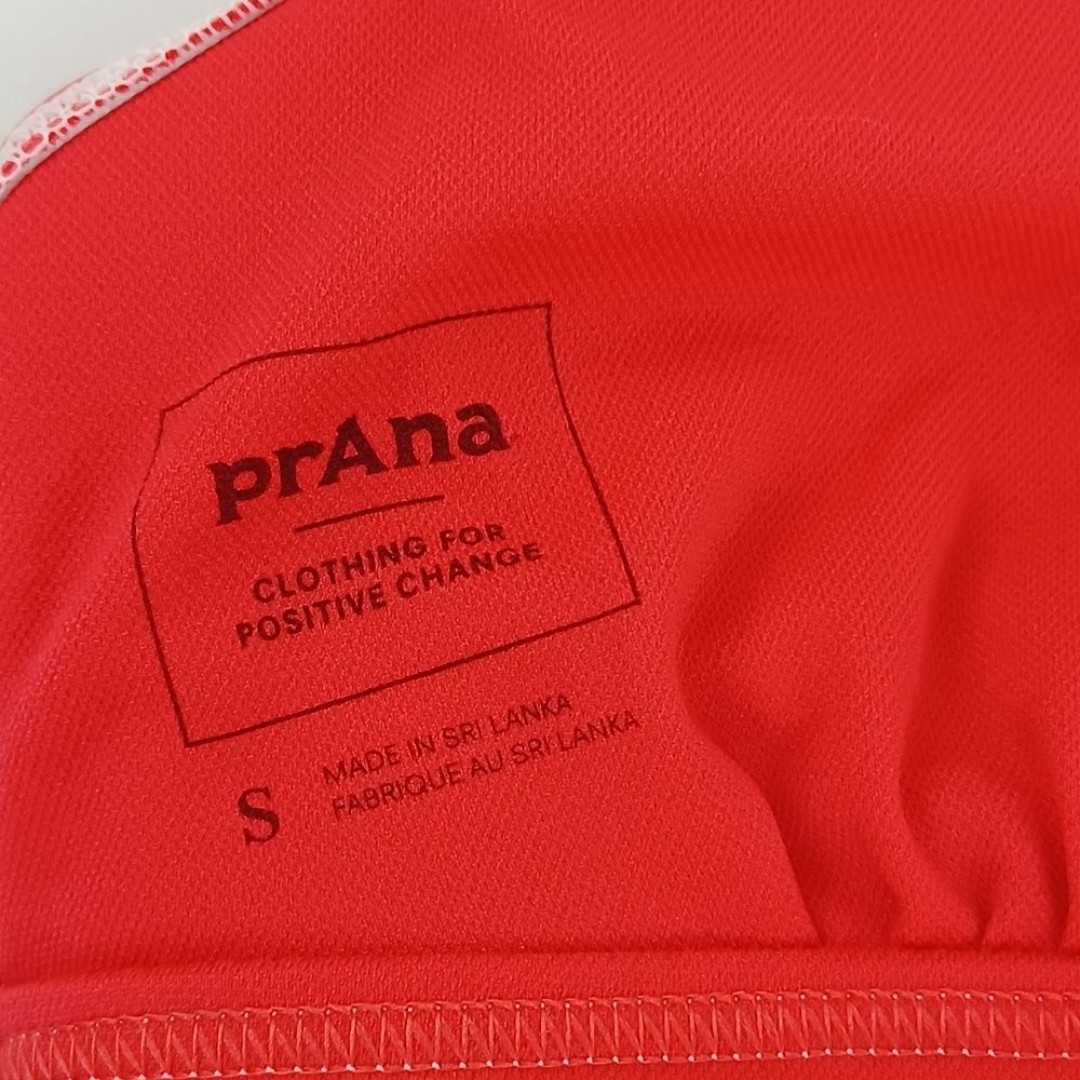 prAna
CLOTHING FOR
POSITIVE CHANGE
S
MADE IN SRI LANKA
FABRIQUE AU SRI LANKA